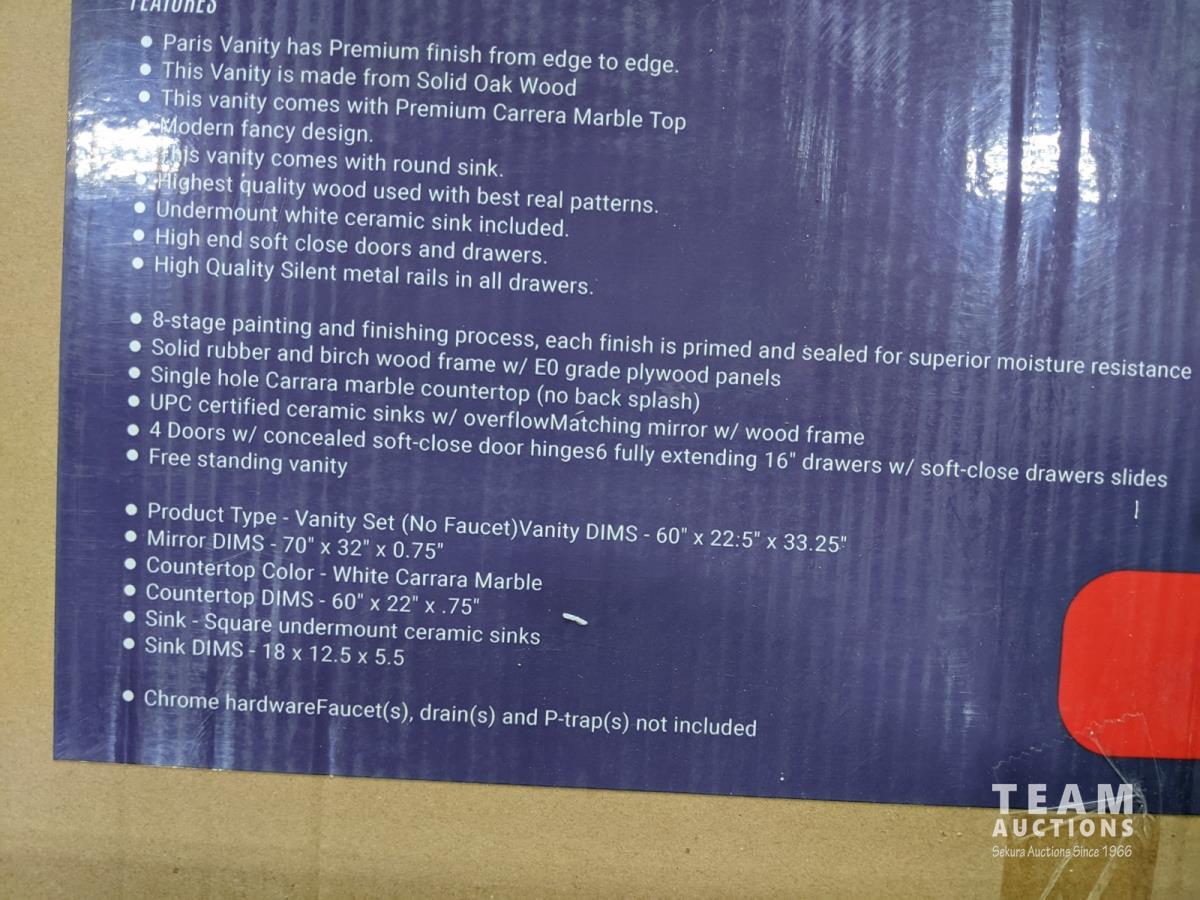 FEATURES
• Paris Vanity has Premium finish from edge to edge.
• This Vanity is made from Solid Oak Wood
• This vanity comes with Premium Carrera Marble Top
• Modern fancy design.
• This vanity comes with round sink.
• Highest quality wood used with best real patterns.
• Undermount white ceramic sink included.
• High end soft close doors and drawers.
• High Quality Silent metal rails in all drawers.
• 8-stage painting and finishing process, each finish is primed and sealed for superior moisture resistance
• Solid rubber and birch wood frame w/ E0 grade plywood panels
• Single hole Carrara marble countertop (no back splash)
• UPC certified ceramic sinks w/ overflowMatching mirror w/ wood frame
• 4 Doors w/ concealed soft-close door hinges6 fully extending 16" drawers w/ soft-close drawers slides
• Free standing vanity
• Product Type - Vanity Set (No Faucet)Vanity DIMS - 60" x 22:5" x 33.25"
• Mirror DIMS - 70" x 32" x 0.75"
• Countertop Color - White Carrara Marble
• Countertop DIMS - 60" x 22" x .75"
• Sink - Square undermount ceramic sinks
• Sink DIMS - 18 x 12.5 x 5.5
• Chrome hardwareFaucet(s), drain(s) and P-trap(s) not included
TEAM
AUCTIONS
Sekura Auctions Since 1966